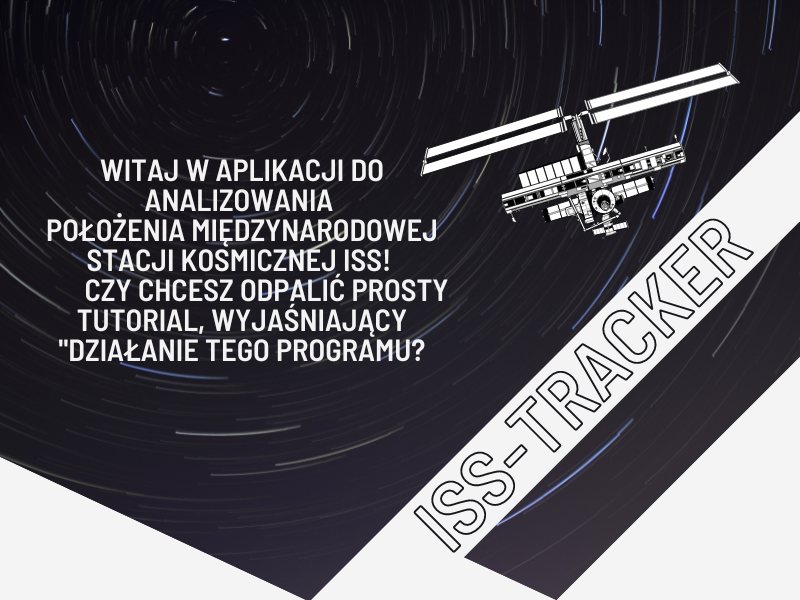 WITAJ W APLIKACJI DO
ANALIZOWANIA
POŁOŻENIA MIĘDZYNARODOWEJ
STACJI KOSMICZNEJ ISS!
CZY CHCESZ ODPALIĆ PROSTY
TUTORIAL, WYJAŚNIAJĄCY
"DZIAŁANIE TEGO PROGRAMU?
ISS-TRACKER